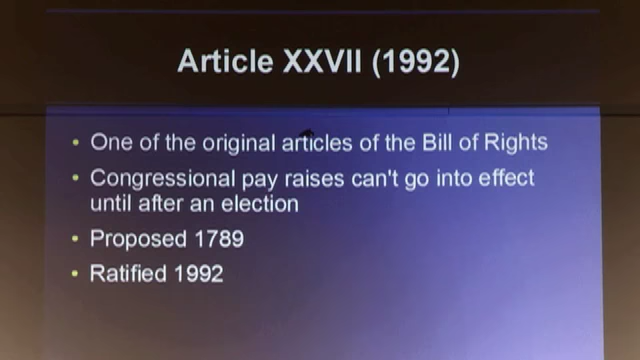 Article XXVII (1992)
• One of the original articles of the Bill of Rights
• Congressional pay raises can't go into effect
until after an election
• Proposed 1789
• Ratified 1992